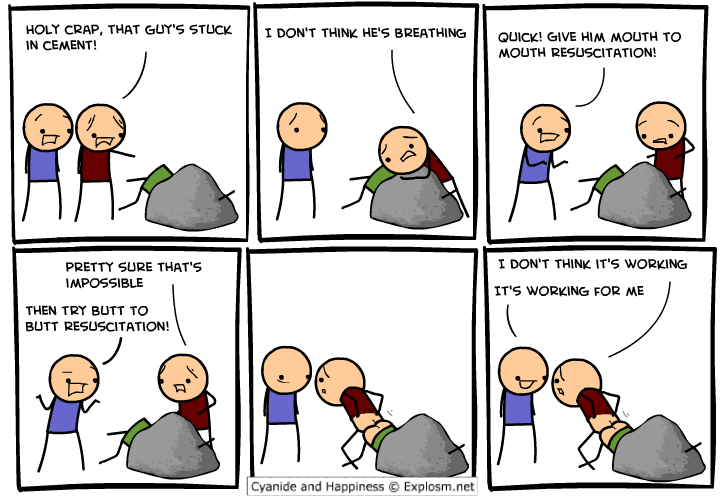 HOLY CRAP, THAT GUY'S STUCK
IN CEMENT!
I DON'T THINK HE'S BREATHING
QUICK! GIVE HIM MOUTH TO
MOUTH RESUSCITATION!
PRETTY SURE THAT'S
IMPOSSIBLE
THEN TRY BUTT TO
BUTT RESUSCITATION!
I DON'T THINK IT'S WORKING
IT'S WORKING FOR ME
Cyanide and Happiness © Explosm.net